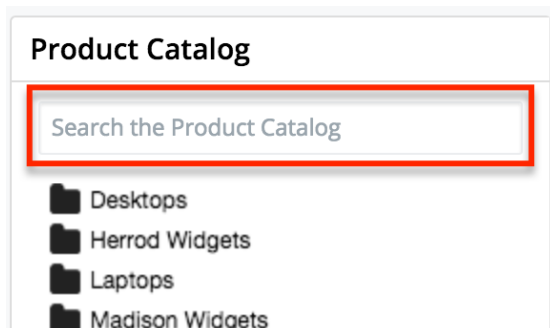 Product Catalog
Search the Product Catalog
Desktops
Herrod Widgets
Laptops
Madison Widgets